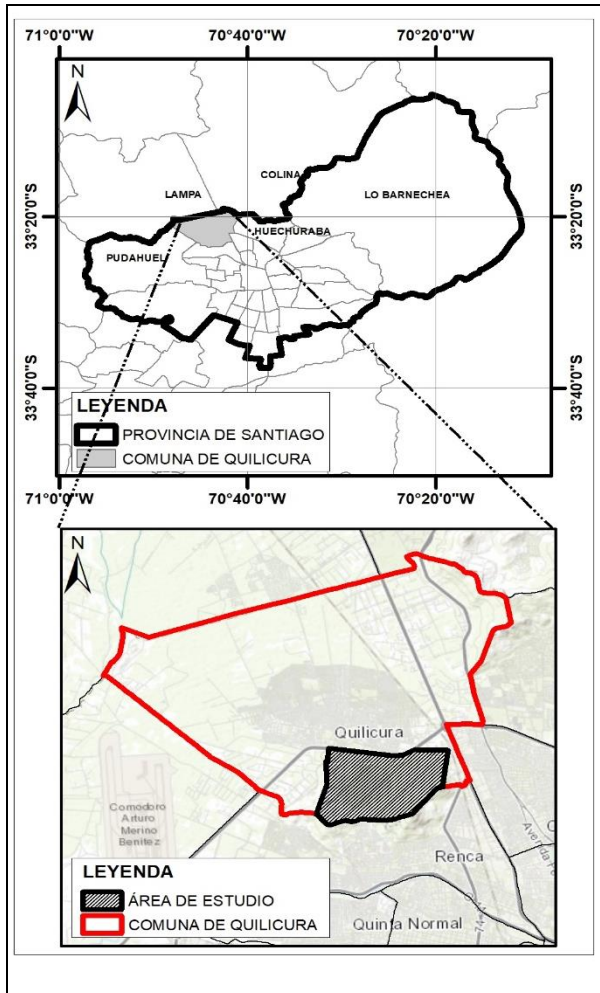 71°0'0"W 70°40'0"W 70°20'0"W
N
COLINA
LAMPA
LO BARNECHEA
33°20'0"S 33°20'0"S
HUECHURABA
PUDAHUEL
33°40'0"S 33°40'0"S
LEYENDA
PROVINCIA DE SANTIAGO
COMUNA DE QUILICURA
71°0'0"W 70°40'0"W 70°20'0"W
N
Quilicura
Comodoro
Arturo
Merino
Benitez
Renca
LEYENDA
ÁREA DE ESTUDIO
COMUNA DE QUILICURA
Quinta Normal